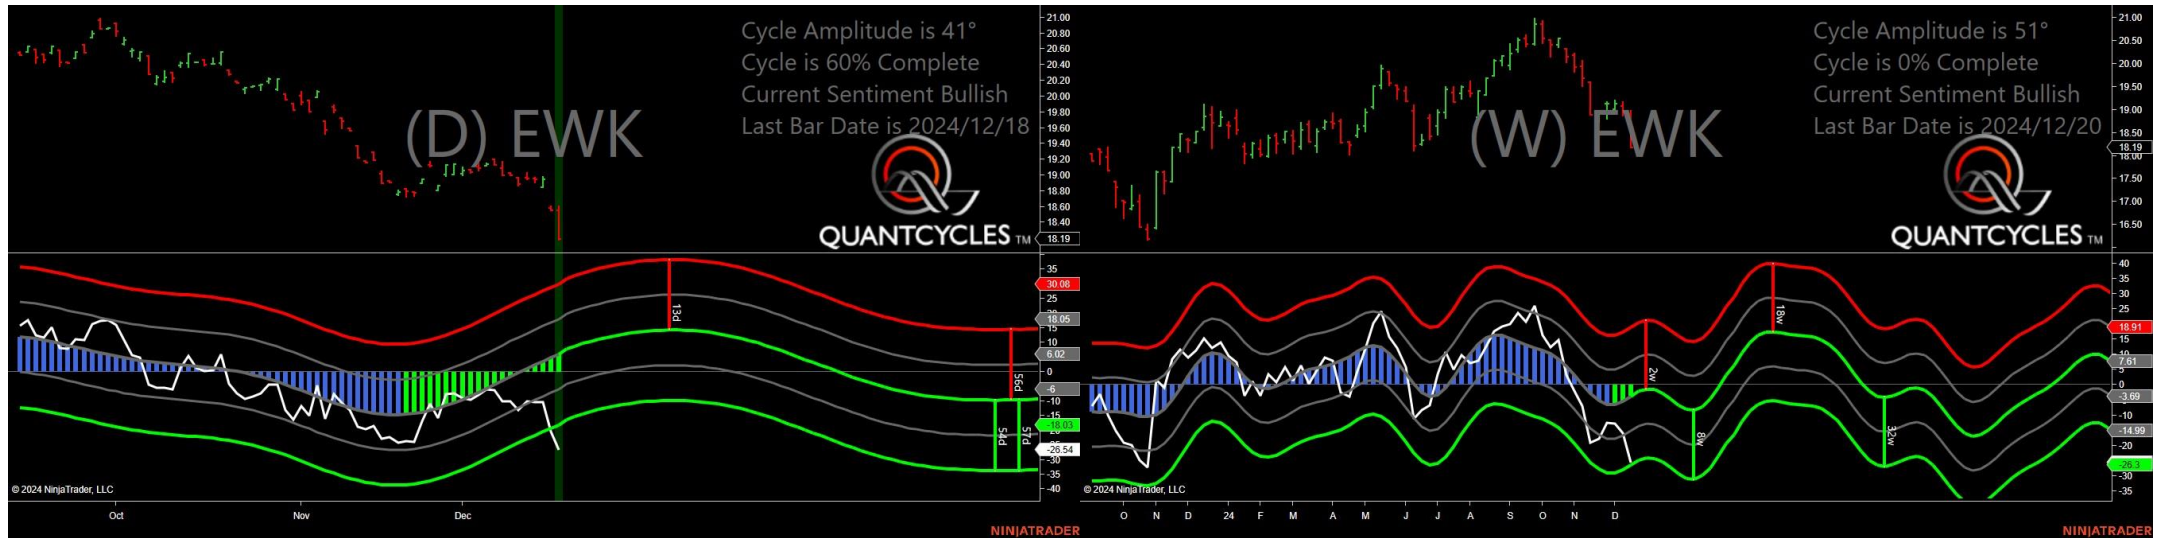 Cycle Amplitude is 41°
Cycle is 60% Complete
Current Sentiment Bullish
Last Bar Date is 2024/12/18
(D) EWK
QUANTCYCLES TM
21.00
20.80
20.60
20.40
20.20
20.00
19.80
19.60
19.40
19.20
19.00
18.80
18.60
18.40
18.19
35
30.08
25
18.05
15
10
6.02
0
-6
-10
-15
-18.03
-26.54
-30
-35
-40
13d
56d
54d
57d
© 2024 NinjaTrader, LLC
Oct
Nov
Dec
NINJATRADER
Cycle Amplitude is 51°
Cycle is 0% Complete
Current Sentiment Bullish
Last Bar Date is 2024/12/20
(W) EWK
QUANTCYCLES TM
21.00
20.50
20.00
19.50
19.00
18.50
18.19
18.00
17.50
17.00
16.50
40
35
30
18.91
15
7.61
5
0
-3.69
-10
-14.99
-20
-26.3
-30
-35
2w
18w
8w
32w
© 2024 NinjaTrader, LLC
O N D 24 F M A M J J A S O N D
NINJATRADER